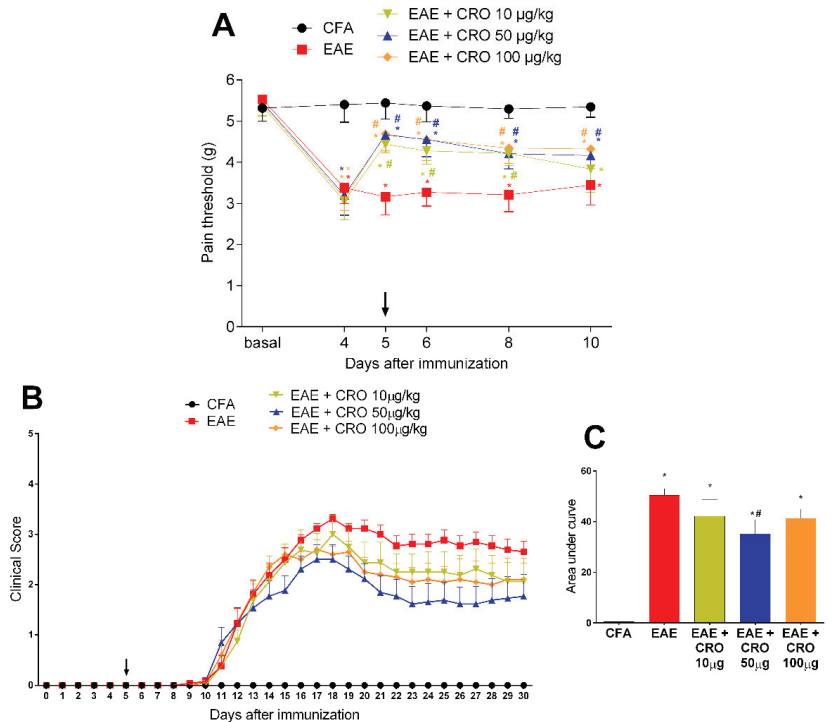 A
CFA
EAE
EAE + CRO 10 µg/kg
EAE + CRO 50 µg/kg
EAE + CRO 100 µg/kg
Pain threshold (g)
6
5
4
3
2
1
0
# # # # # # # #
* * * * * * * *
* *
* *
* # * # * # *
* * * * *
basal 4 5 6 8 10
Days after immunization
B
CFA
EAE
EAE + CRO 10µg/kg
EAE + CRO 50µg/kg
EAE + CRO 100µg/kg
Clinical Score
5
4
3
2
1
0
0 1 2 3 4 5 6 7 8 9 10 11 12 13 14 15 16 17 18 19 20 21 22 23 24 25 26 27 28 29 30
Days after immunization
C
Area under curve
60
40
20
0
* * *# *
CFA EAE EAE + CRO 10µg EAE + CRO 50µg EAE + CRO 100µg